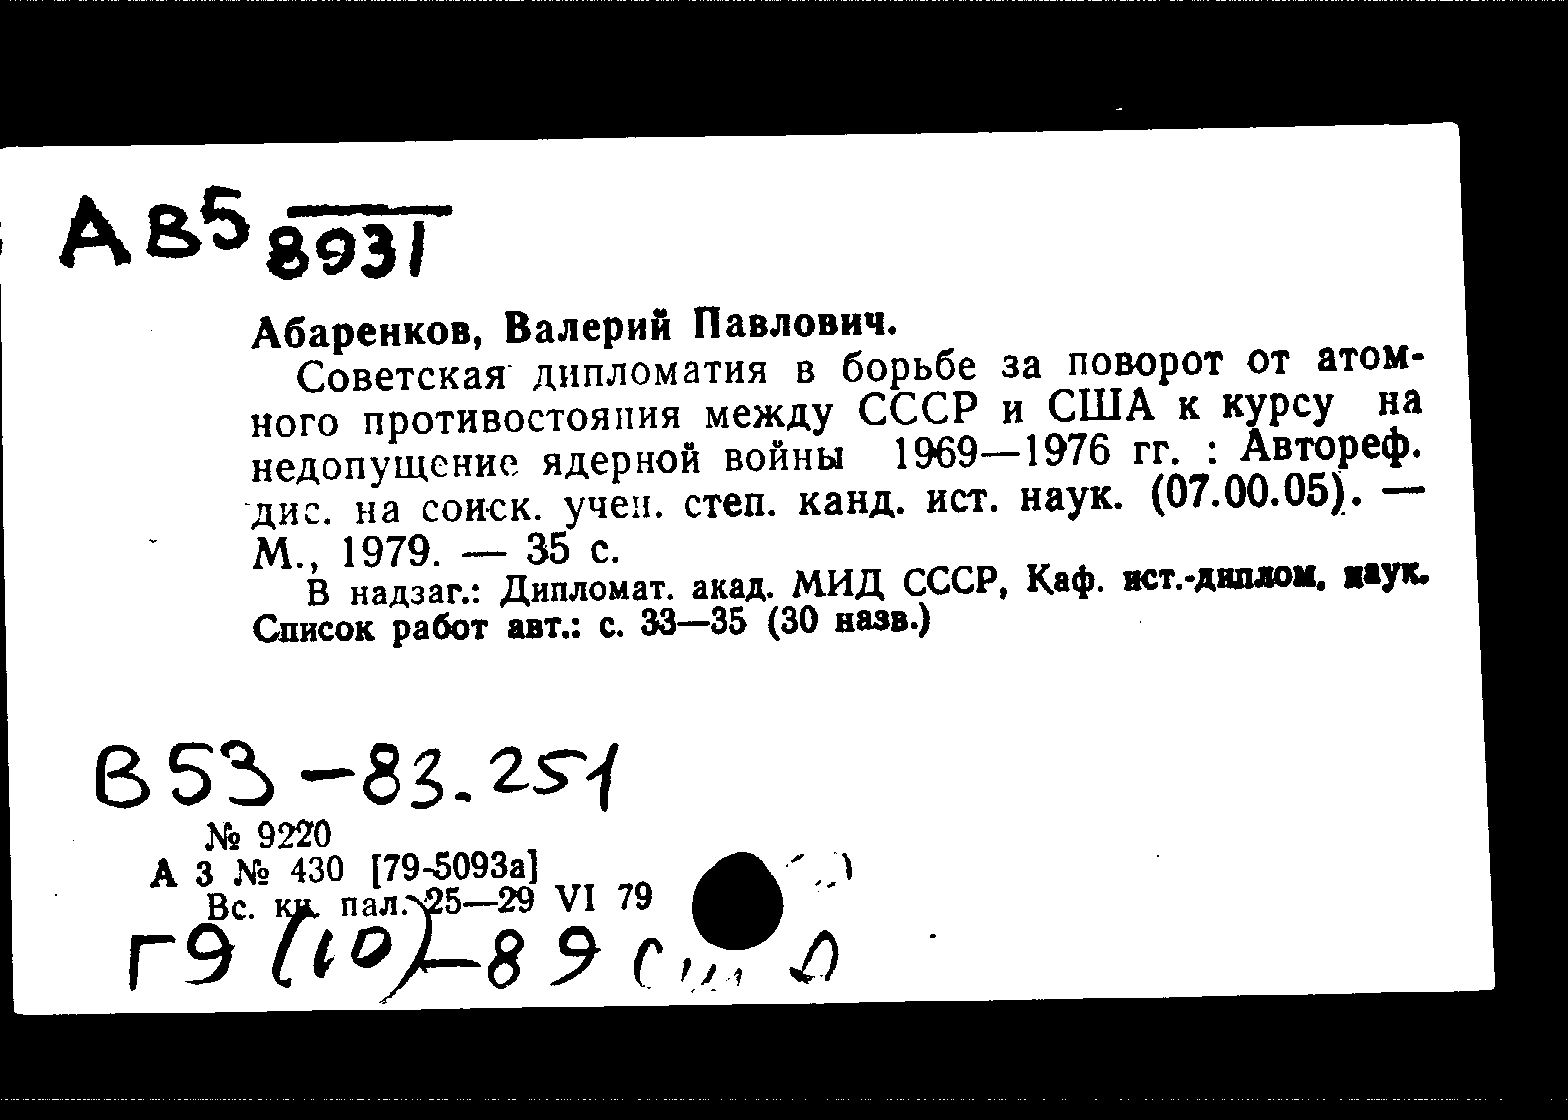 АВ5 8931
Абаренков, Валерий Павлович.
Советская дипломатия в борьбе за поворот от атом-
ного противостояния между СССР и США к курсу на
недопущение ядерной войны 1969—1976 гг. : Автореф.
дис. на соиск. учен. степ. канд. ист. наук. (07.00.05). —
М., 1979. — 35 с.
В надзаг.: Дипломат. акад. МИД СССР, Каф. ист.-диплом. наук.
Список работ авт.: с. 33—35 (30 назв.)
В53-83.251
№ 9220
А 3 № 430 [79-5093а]
Вс. кн. пал. 25—29 VI 79
Г9(10)-89